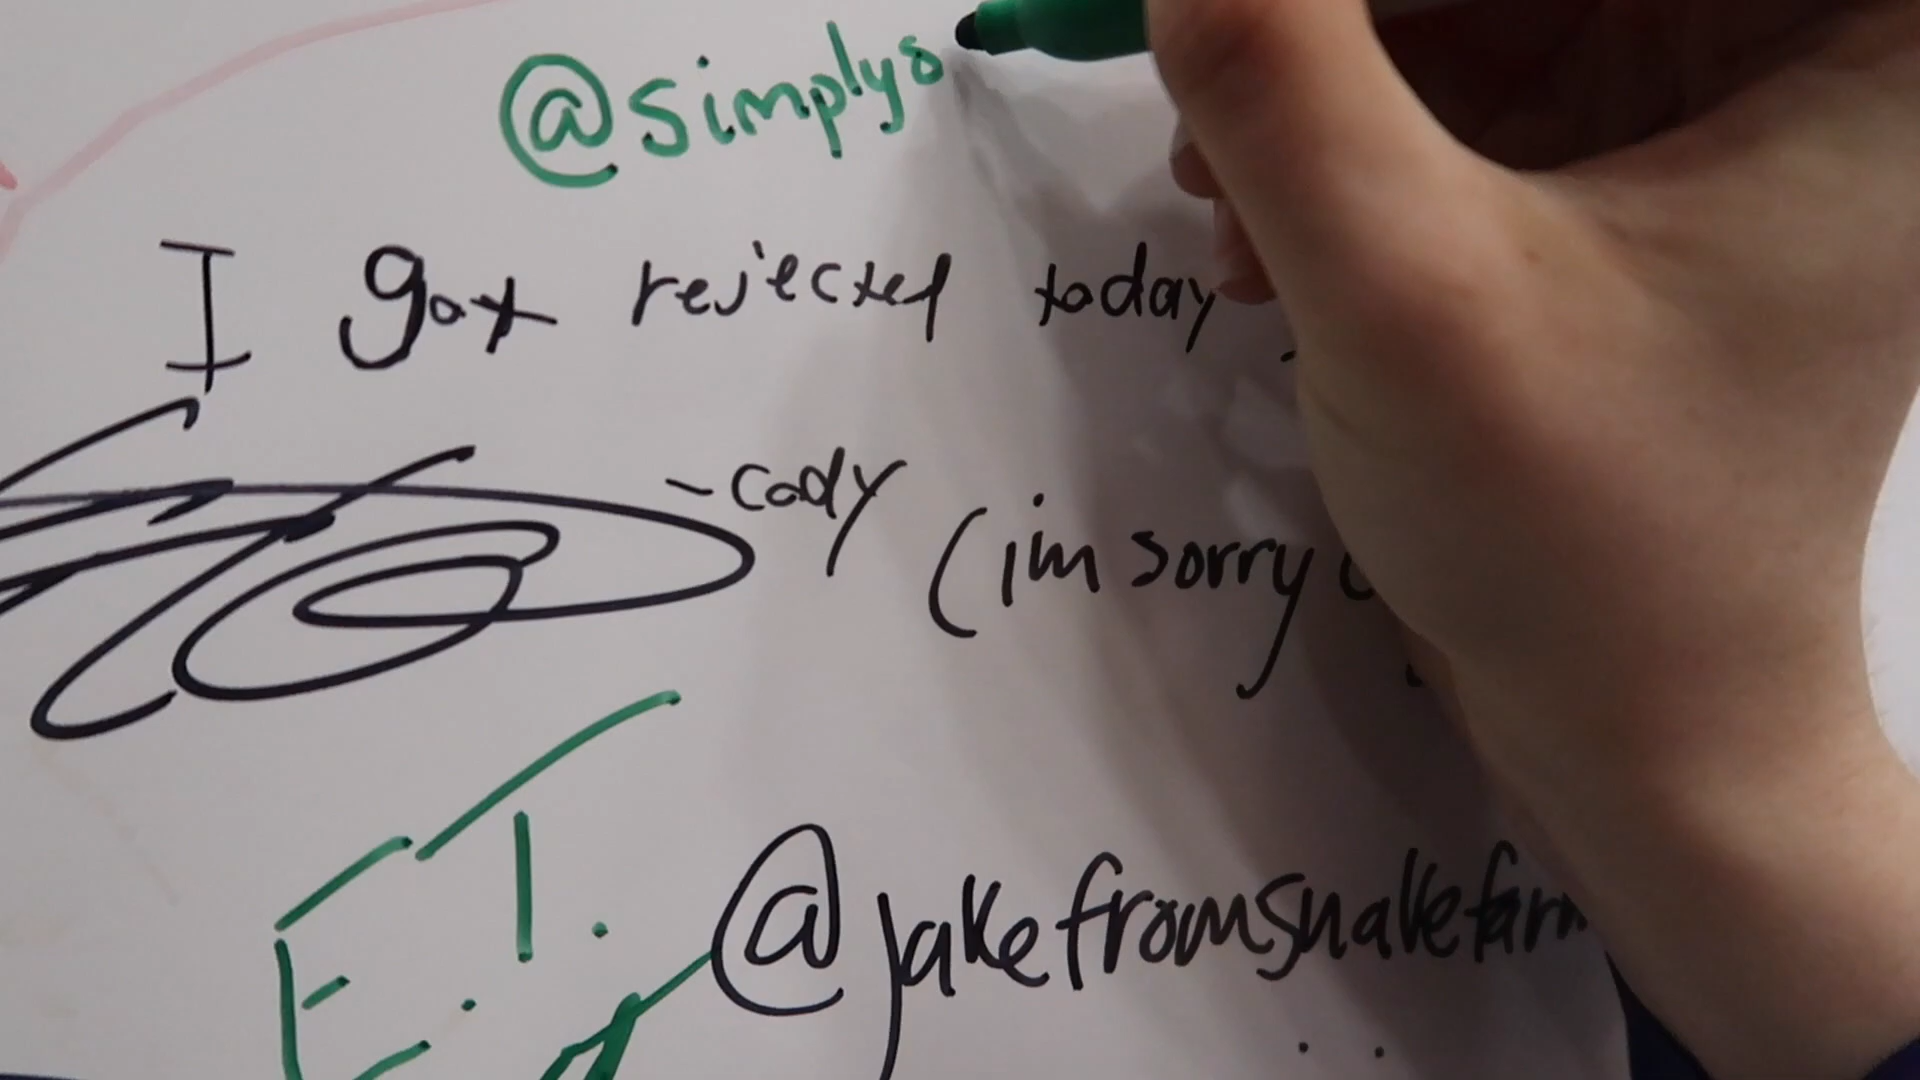 @simplys
I got rejected today
-cody
(im sorry
E.T.
@jakefromsnakefarm